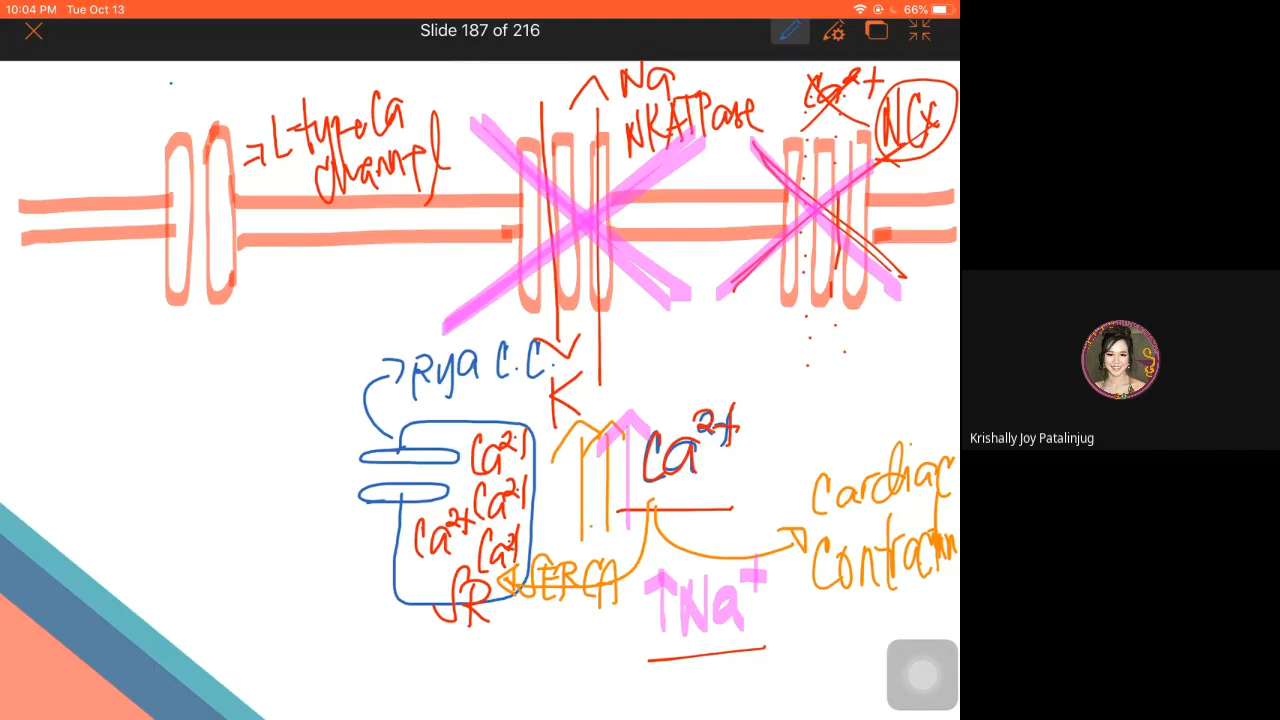 10:04 PM Tue Oct 13
66%
Slide 187 of 216
L-type Ca
channel
Na
NKATPase
Ca2+
NCx
Rya C.C.
K
Ca2+
Ca2+
Ca2+
Ca2+
Ca2+
SR
SERCA
Cardiac
Contraction
↑Na+
Krishally Joy Patalinjug